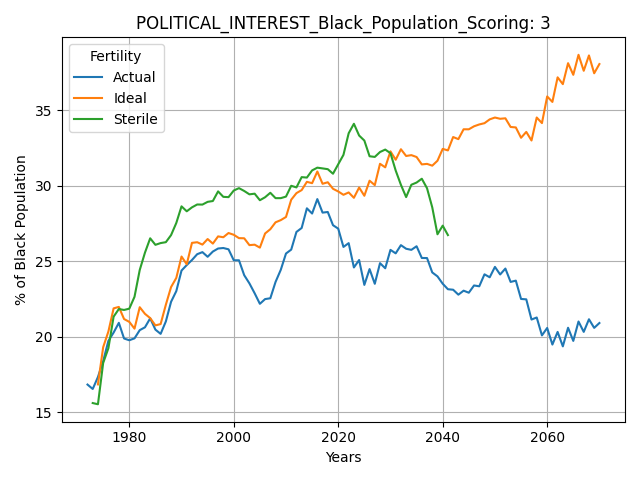 POLITICAL_INTEREST_Black_Population_Scoring: 3
Fertility
Actual
Ideal
Sterile
% of Black Population
35
30
25
20
15
1980 2000 2020 2040 2060
Years